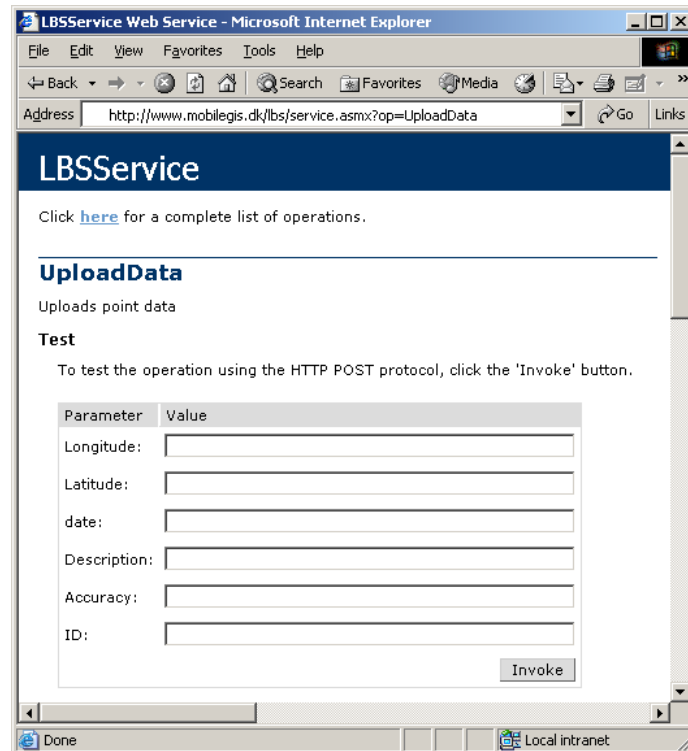 LBSService Web Service - Microsoft Internet Explorer
File Edit View Favorites Tools Help
Back Search Favorites Media »
Address http://www.mobilegis.dk/lbs/service.asmx?op=UploadData Go Links
LBSService
Click here for a complete list of operations.
UploadData
Uploads point data
Test
To test the operation using the HTTP POST protocol, click the 'Invoke' button.
Parameter Value
Longitude:
Latitude:
date:
Description:
Accuracy:
ID:
Invoke
Done Local intranet